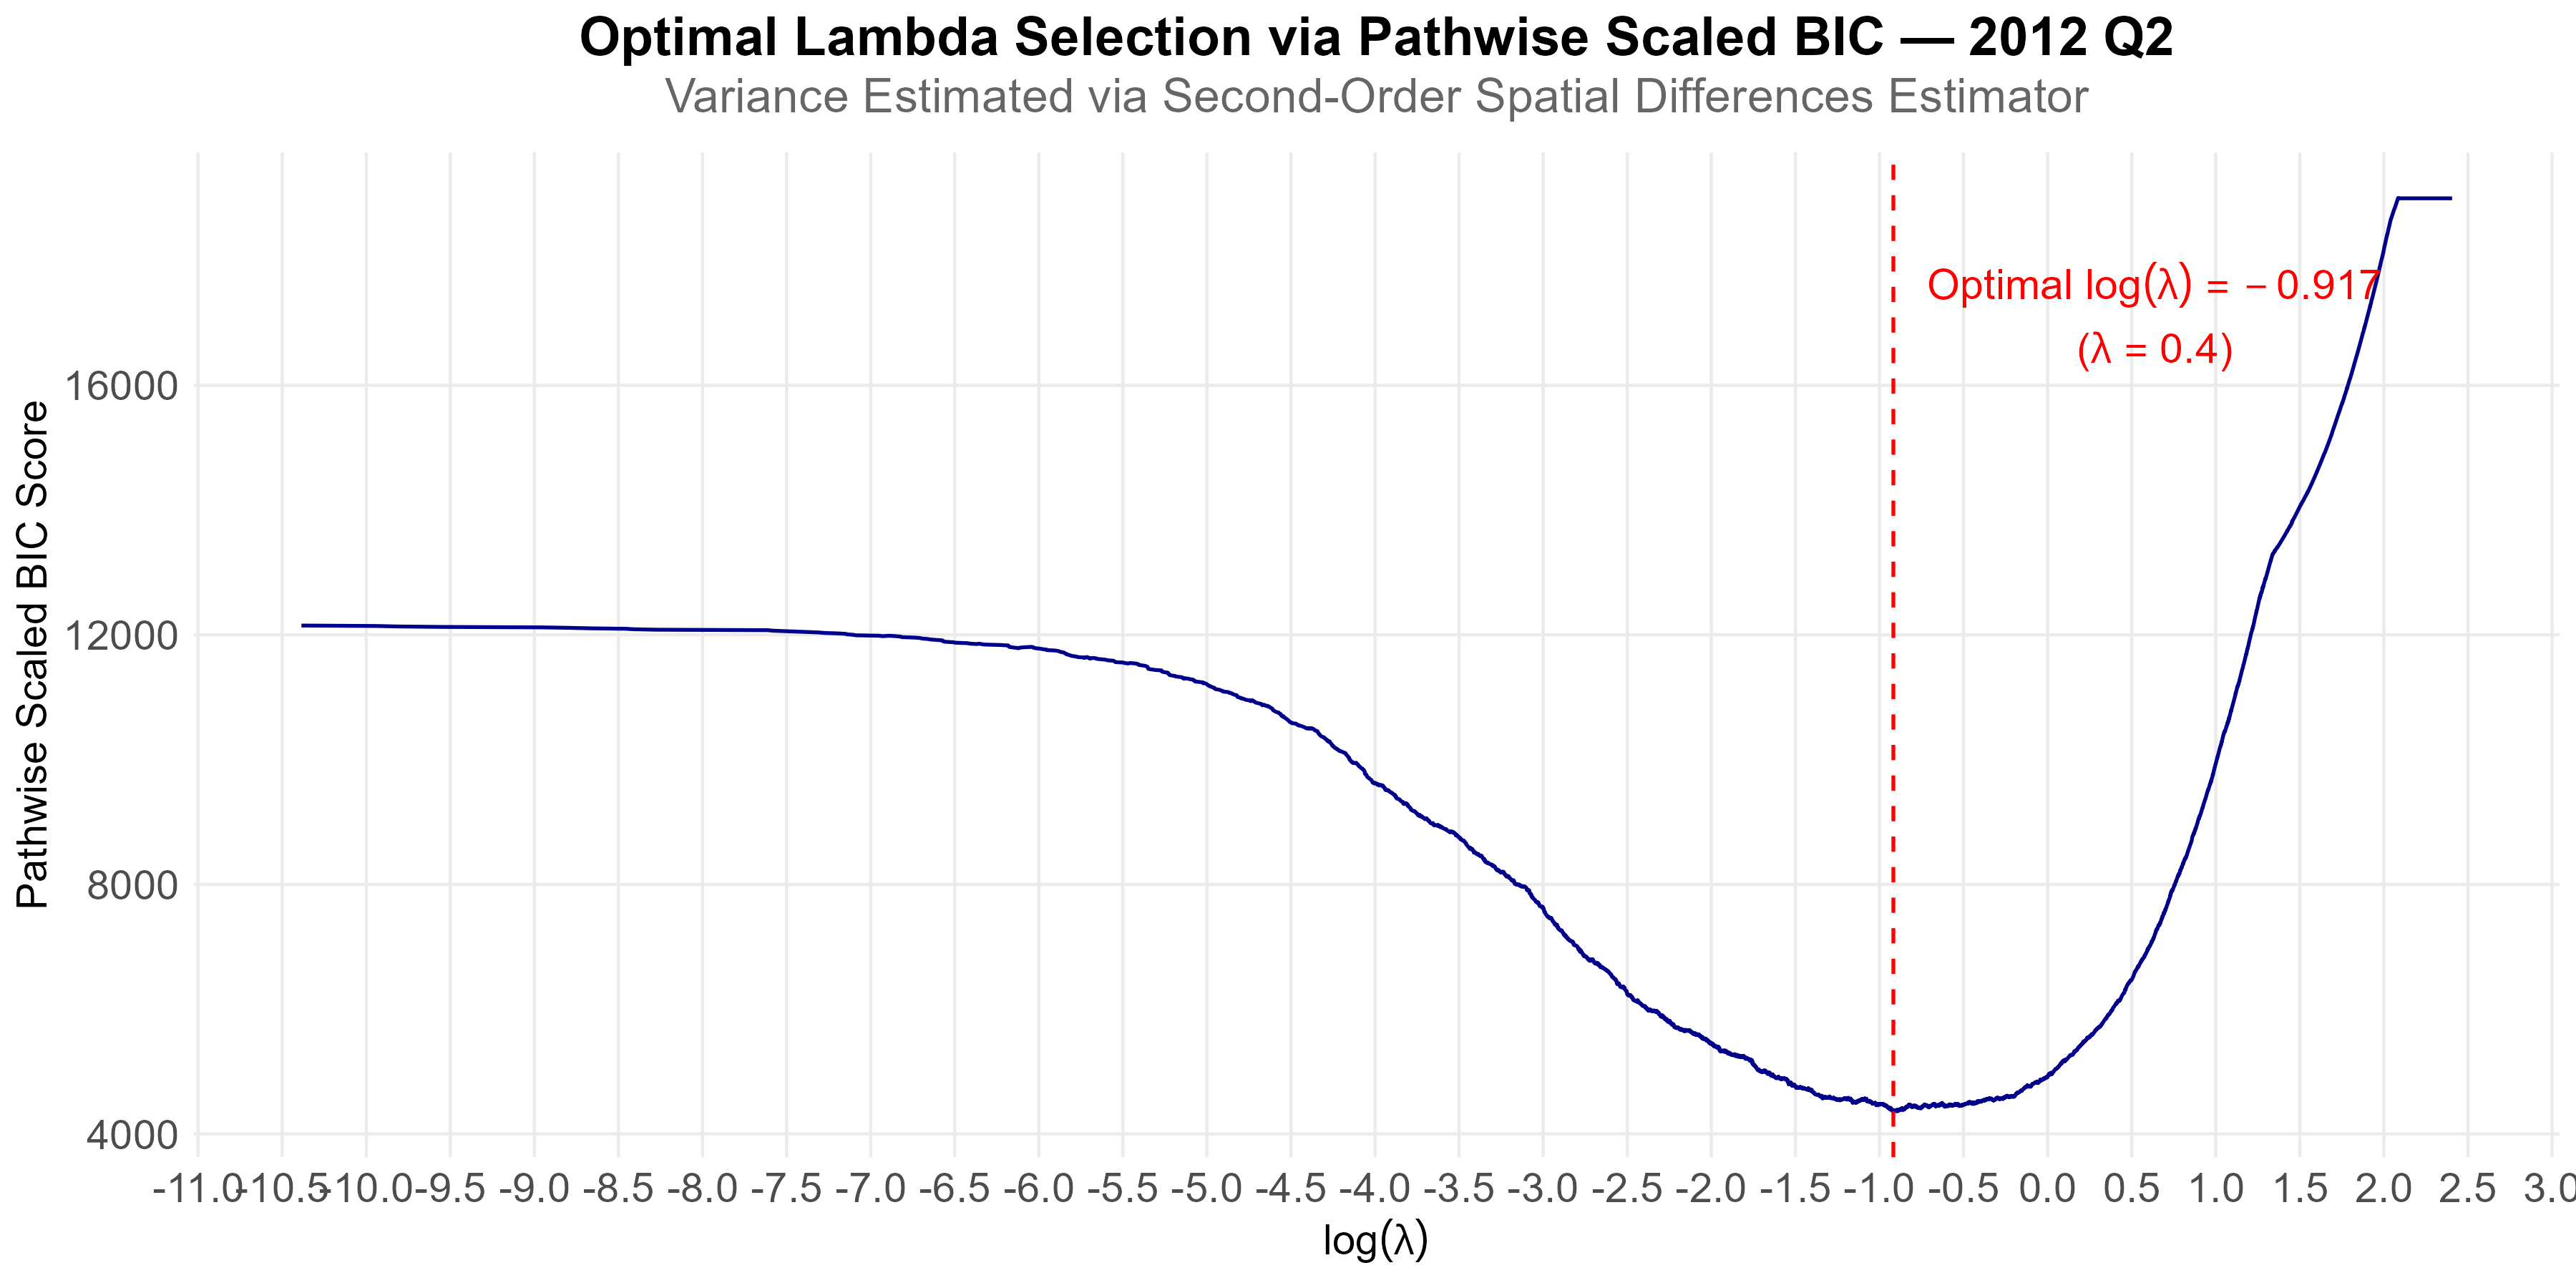 Optimal Lambda Selection via Pathwise Scaled BIC — 2012 Q2
Variance Estimated via Second-Order Spatial Differences Estimator
Optimal log(λ) = − 0.917
(λ = 0.4)
Pathwise Scaled BIC Score
16000
12000
8000
4000
-11.0 -10.5 -10.0 -9.5 -9.0 -8.5 -8.0 -7.5 -7.0 -6.5 -6.0 -5.5 -5.0 -4.5 -4.0 -3.5 -3.0 -2.5 -2.0 -1.5 -1.0 -0.5 0.0 0.5 1.0 1.5 2.0 2.5 3.0
log(λ)